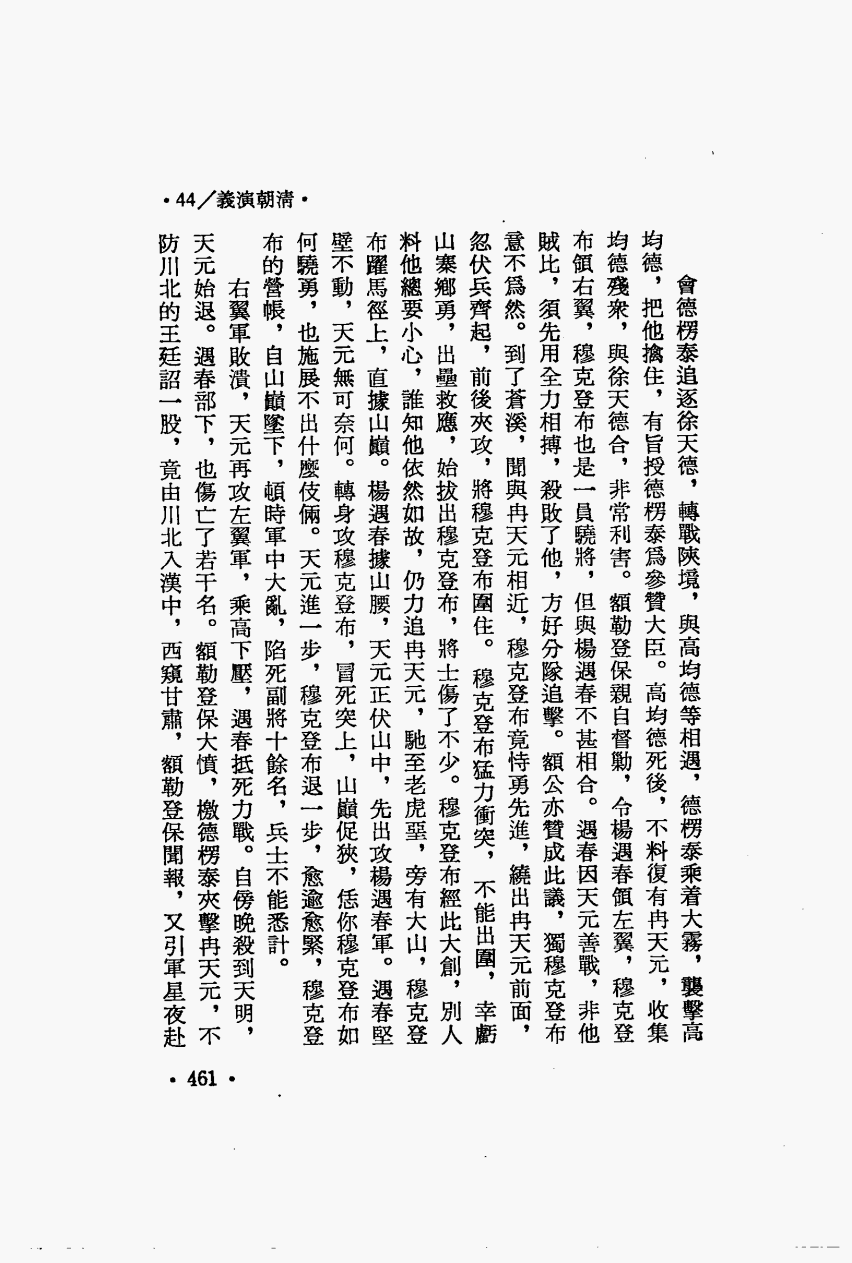 ·44／義演朝淸·
會德楞泰追逐徐天德，轉戰陝境，與高均德等相遇，德楞泰乘着大霧，襲擊高
均德，把他擒住，有旨授德楞泰爲參贊大臣。高均德死後，不料復有冉天元，收集
均德殘衆，與徐天德合，非常利害。額勒登保親自督勦，令楊遇春領左翼，穆克登
布領右翼，穆克登布也是一員驍將，但與楊遇春不甚相合。遇春因天元善戰，非他
賊比，須先用全力相搏，殺敗了他，方好分隊追擊。額公亦贊成此議，獨穆克登布
意不爲然。到了蒼溪，聞與冉天元相近，穆克登布竟恃勇先進，繞出冉天元前面，
忽伏兵齊起，前後夾攻，將穆克登布圍住。穆克登布猛力衝突，不能出圍，幸虧
山寨鄉勇，出壘救應，始拔出穆克登布，將士傷了不少。穆克登布經此大創，別人
料他總要小心，誰知他依然如故，仍力追冉天元，馳至老虎堊，旁有大山，穆克登
布躍馬徑上，直據山巔。楊遇春據山腰，天元正伏山中，先出攻楊遇春軍。遇春堅
壁不動，天元無可奈何。轉身攻穆克登布，冒死突上，山巔促狹，恁你穆克登布如
何驍勇，也施展不出什麼伎倆。天元進一步，穆克登布退一步，愈逾愈緊，穆克登
布的營帳，自山巔墜下，頓時軍中大亂，陷死副將十餘名，兵士不能悉計。
右翼軍敗潰，天元再攻左翼軍，乘高下壓，遇春抵死力戰。自傍晚殺到天明，
天元始退。遇春部下，也傷亡了若干名。額勒登保大憤，檄德楞泰夾擊冉天元，不
防川北的王廷詔一股，竟由川北入漢中，西窺甘肅，額勒登保聞報，又引軍星夜赴
·461·